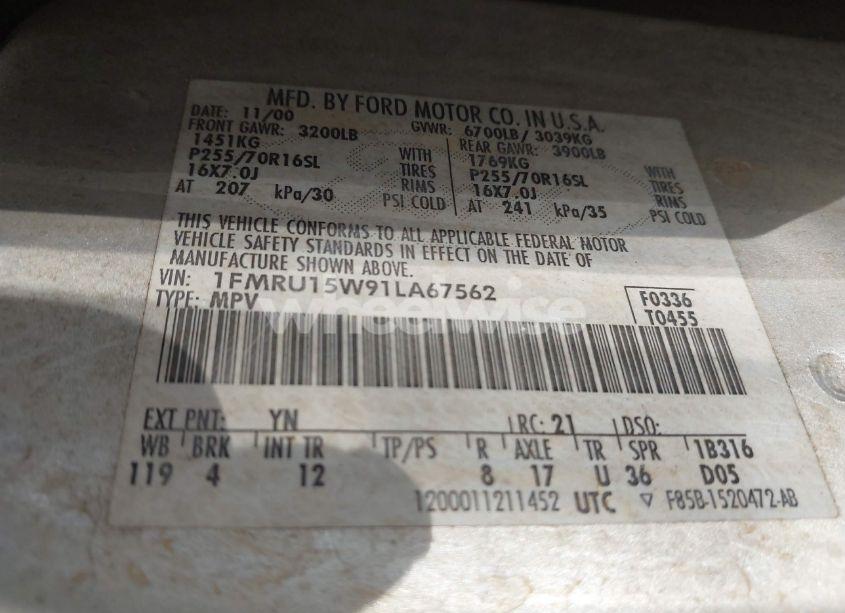 MFD. BY FORD MOTOR CO. IN U.S.A.
DATE: 11/00 GVWR: 6700LB/ 3039KG
FRONT GAWR: 3200LB REAR GAWR: 3900LB
1451KG WITH 1769KG WITH
P255/70R16SL TIRES P255/70R16SL TIRES
16X7.0J RIMS 16X7.0J RIMS
AT 207 kPa/30 PSI COLD AT 241 kPa/35 PSI COLD
THIS VEHICLE CONFORMS TO ALL APPLICABLE FEDERAL MOTOR
VEHICLE SAFETY STANDARDS IN EFFECT ON THE DATE OF
MANUFACTURE SHOWN ABOVE.
VIN: 1FMRU15W91LA67562 F0336
TYPE: MPV T0455
wheelwise
EXT PNT: YN RC: 21 DSO:
WB BRK INT TR TP/PS R AXLE TR SPR 1B316
119 4 12 8 17 U 36 D05
1200011211452 UTC ▽ F85B-1520472-AB